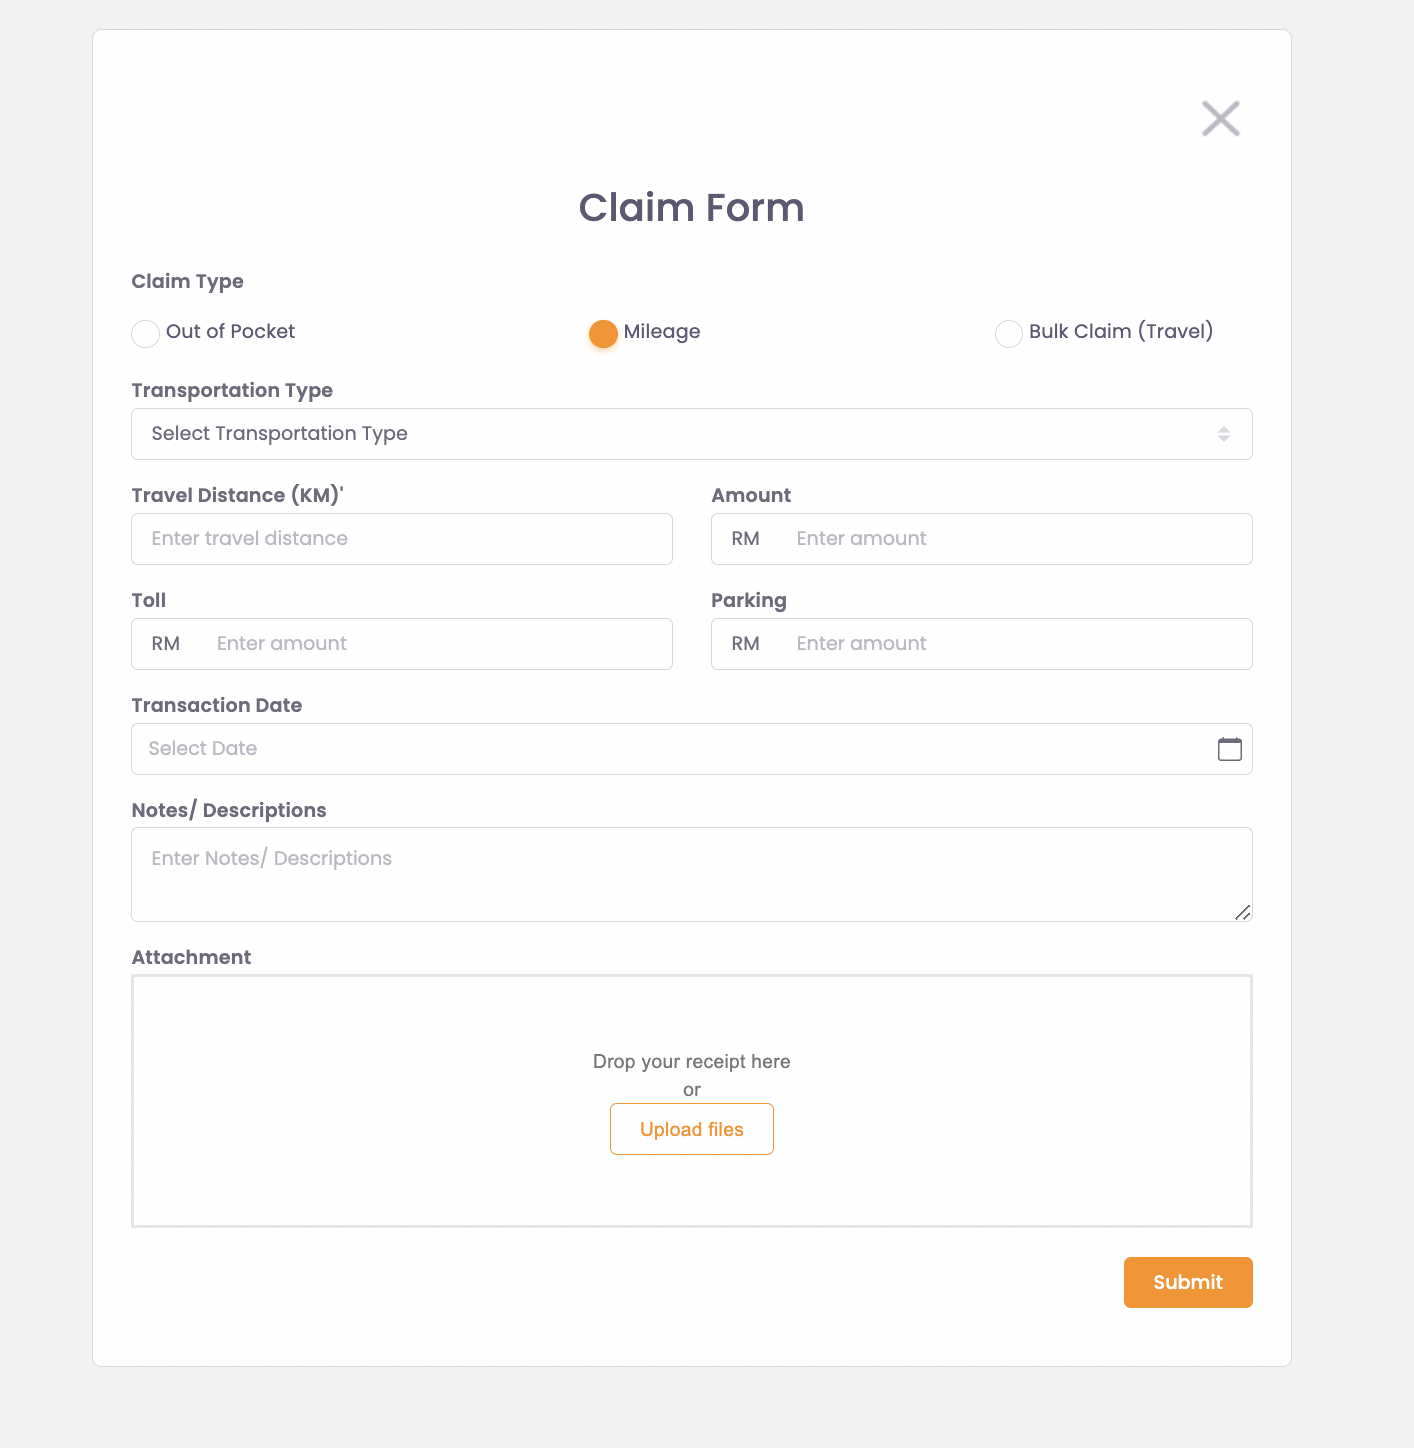 Claim Form
Claim Type
Out of Pocket
Mileage
Bulk Claim (Travel)
Transportation Type
Select Transportation Type
Travel Distance (KM)'
Amount
Enter travel distance
RM Enter amount
Toll
Parking
RM Enter amount
RM Enter amount
Transaction Date
Select Date
Notes/ Descriptions
Enter Notes/ Descriptions
Attachment
Drop your receipt here
or
Upload files
Submit